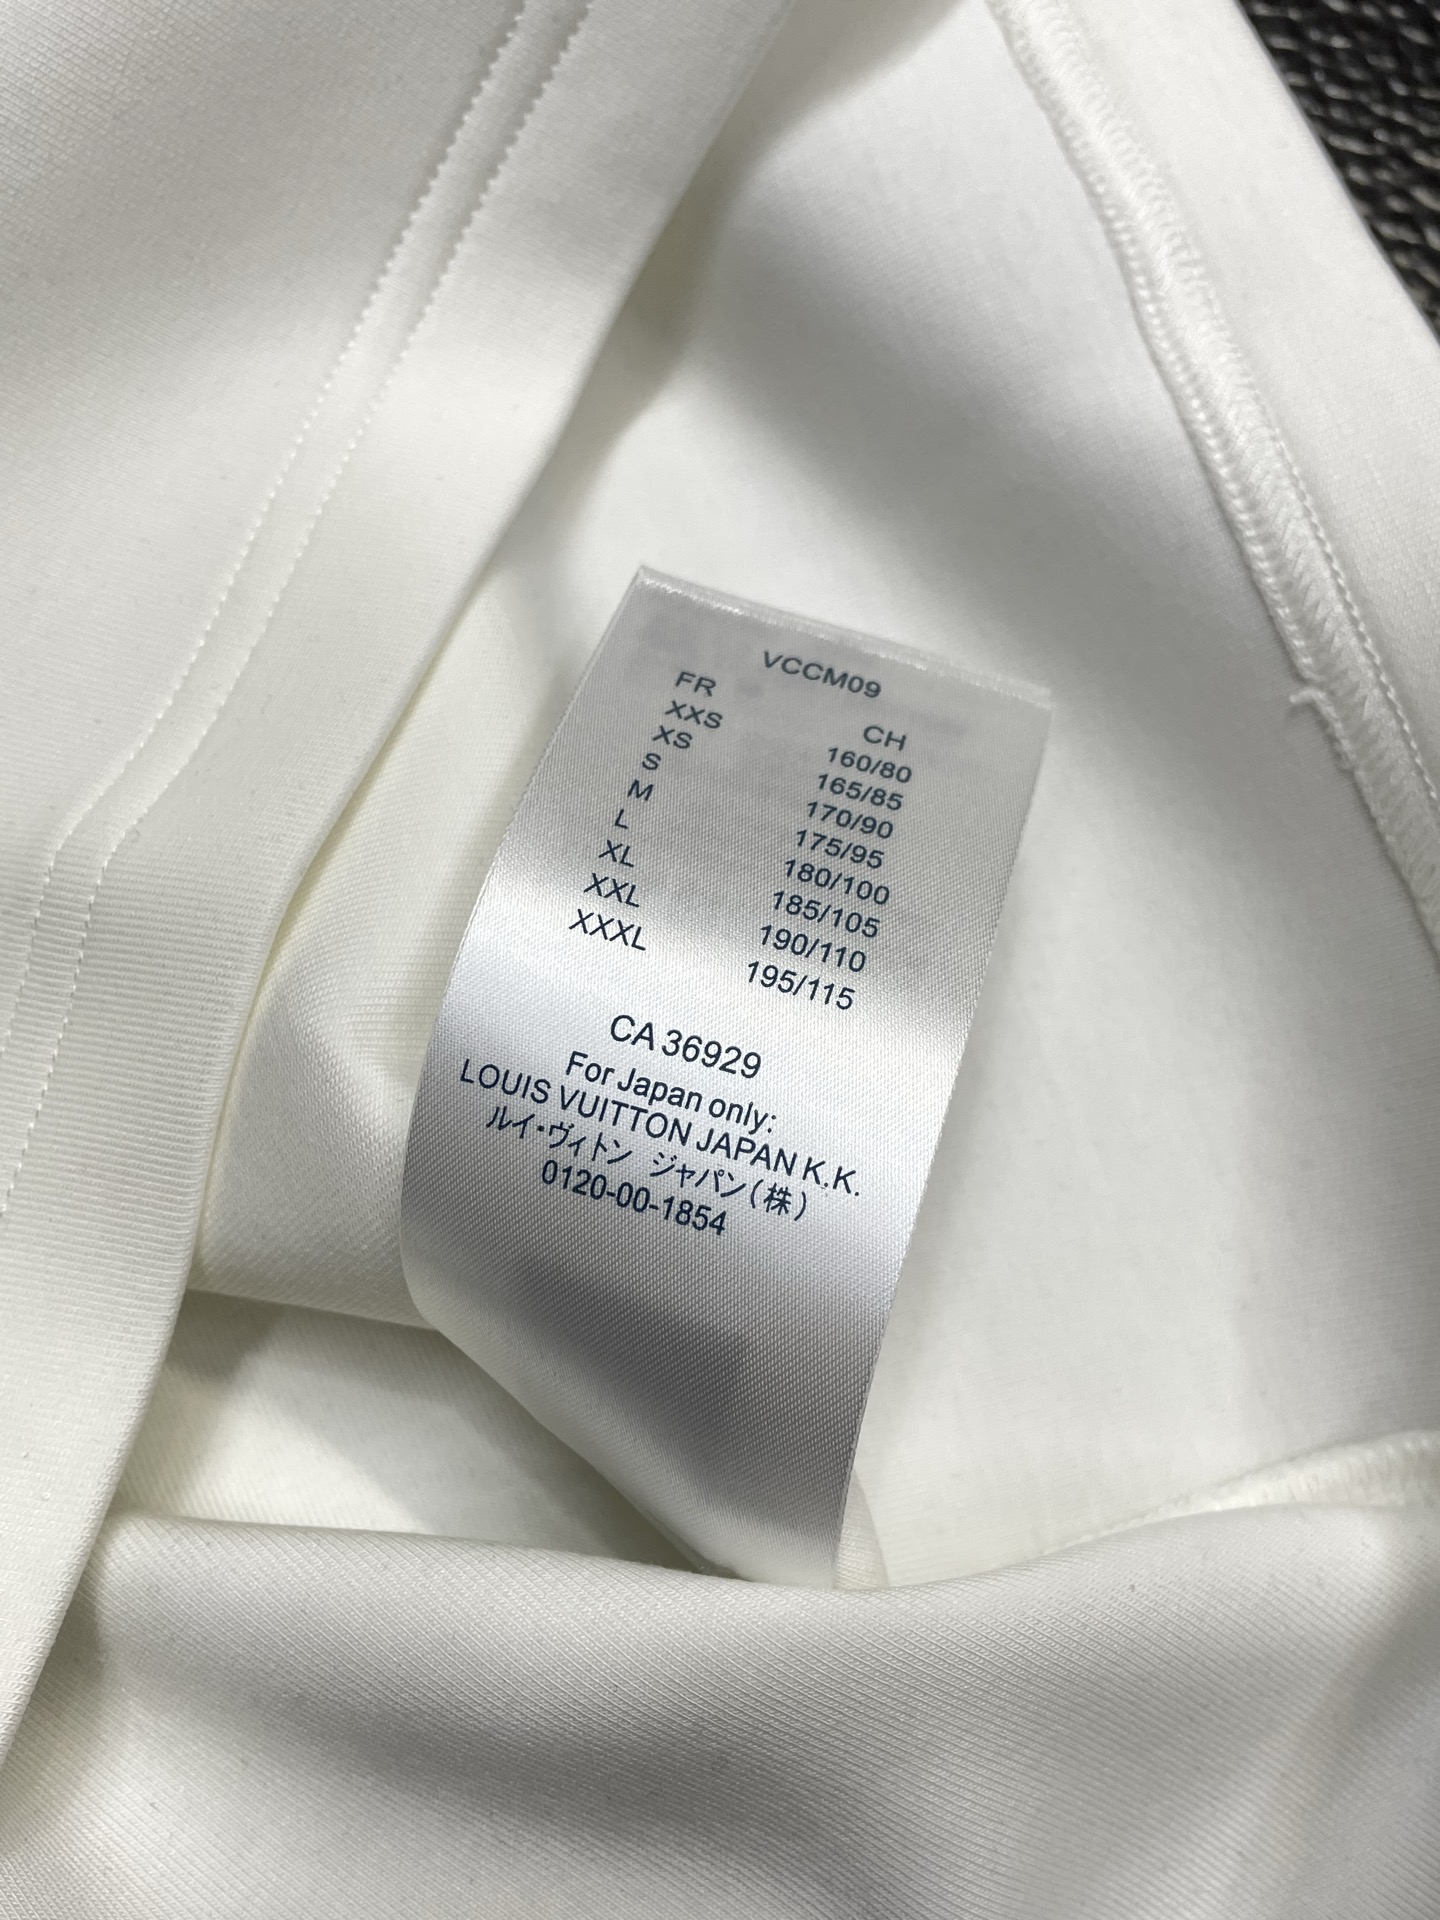 VCCM09
FR CH
XXS 160/80
XS 165/85
S 170/90
M 175/95
L 180/100
XL 185/105
XXL 190/110
XXXL 195/115
CA 36929
For Japan only:
LOUIS VUITTON JAPAN K.K.
ルイ・ヴィトン ジャパン(株)
0120-00-1854